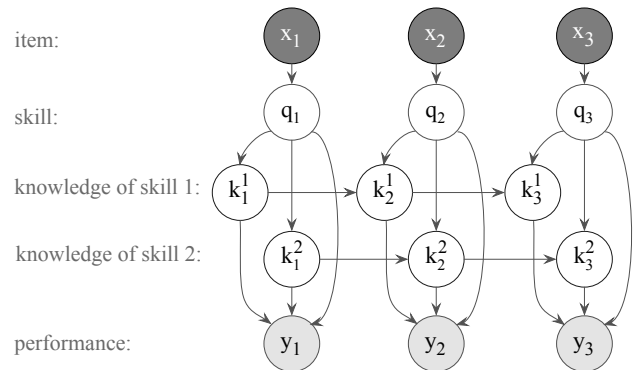 item: x₁ x₂ x₃
skill: q₁ q₂ q₃
knowledge of skill 1: k₁¹ k₂¹ k₃¹
knowledge of skill 2: k₁² k₂² k₃²
performance: y₁ y₂ y₃